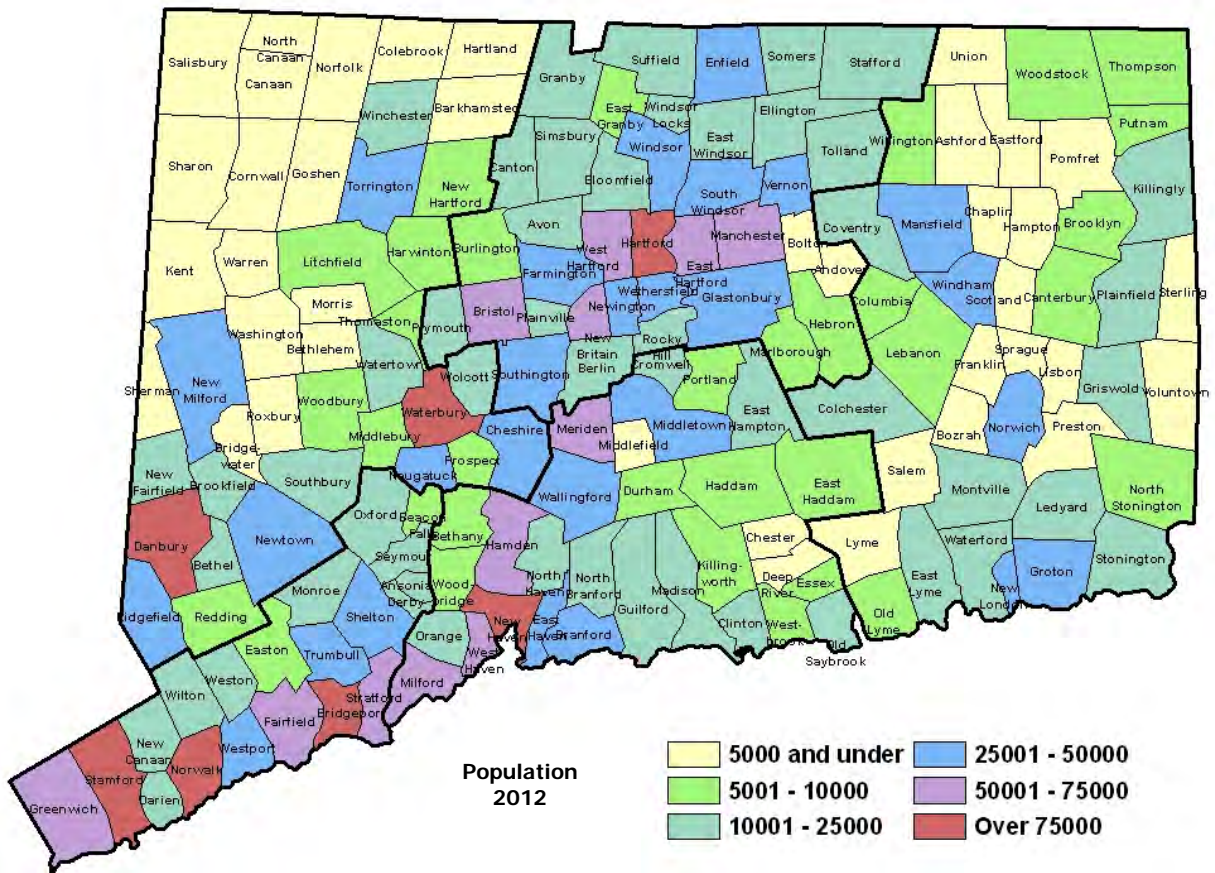 North
Canaan
Colebrook
Hartland
Salisbury
Canaan
Norfolk
Granby
Suffield
Enfield
Somers
Stafford
Union
Woodstock
Thompson
Winchester
Barkhamsted
East
Granby
Windsor
Locks
Ellington
Putnam
Simsbury
Windsor
East
Windsor
Willington
Ashford
Eastford
Sharon
Cornwall
Goshen
Torrington
New
Hartford
Canton
Bloomfield
Tolland
Pomfret
Killingly
South
Windsor
Vernon
Mansfield
Chaplin
Hampton
Brooklyn
Avon
West
Hartford
Hartford
East
Hartford
Manchester
Bolton
Coventry
Andover
Kent
Warren
Litchfield
Harwinton
Burlington
Farmington
Wethersfield
Newington
Glastonbury
Columbia
Windham
Scotland
Canterbury
Plainfield
Sterling
Morris
Washington
Bethlehem
Thomaston
Plymouth
Bristol
Plainville
New
Britain
Berlin
Rocky
Hill
Hebron
Marlborough
Lebanon
Sprague
Franklin
Lisbon
Griswold
Voluntown
Sherman
New
Milford
Watertown
Wolcott
Southington
Cromwell
Portland
Roxbury
Woodbury
Waterbury
Colchester
East
Hampton
Norwich
Preston
Bozrah
Middlebury
Cheshire
Meriden
Middletown
Middlefield
Bridge-
water
Naugatuck
Prospect
New
Fairfield
Brookfield
Southbury
Wallingford
Durham
Haddam
East
Haddam
Salem
Montville
Ledyard
North
Stonington
Oxford
Beacon
Falls
Bethany
Hamden
Danbury
Newtown
Bethel
Seymour
Chester
Lyme
Waterford
Stonington
Monroe
Ansonia
Derby
Wood-
bridge
North
Haven
North
Branford
Guilford
Madison
Killing-
worth
Deep
River
Essex
East
Lyme
New
London
Groton
Ridgefield
Redding
Shelton
New
Haven
East
Haven
Branford
Clinton
West-
brook
Old
Saybrook
Old
Lyme
Easton
Trumbull
Orange
West
Haven
Weston
Wilton
Milford
Stratford
Bridgeport
Fairfield
New
Canaan
Norwalk
Westport
Stamford
Darien
Greenwich
Population
2012
5000 and under
5001 - 10000
10001 - 25000
25001 - 50000
50001 - 75000
Over 75000